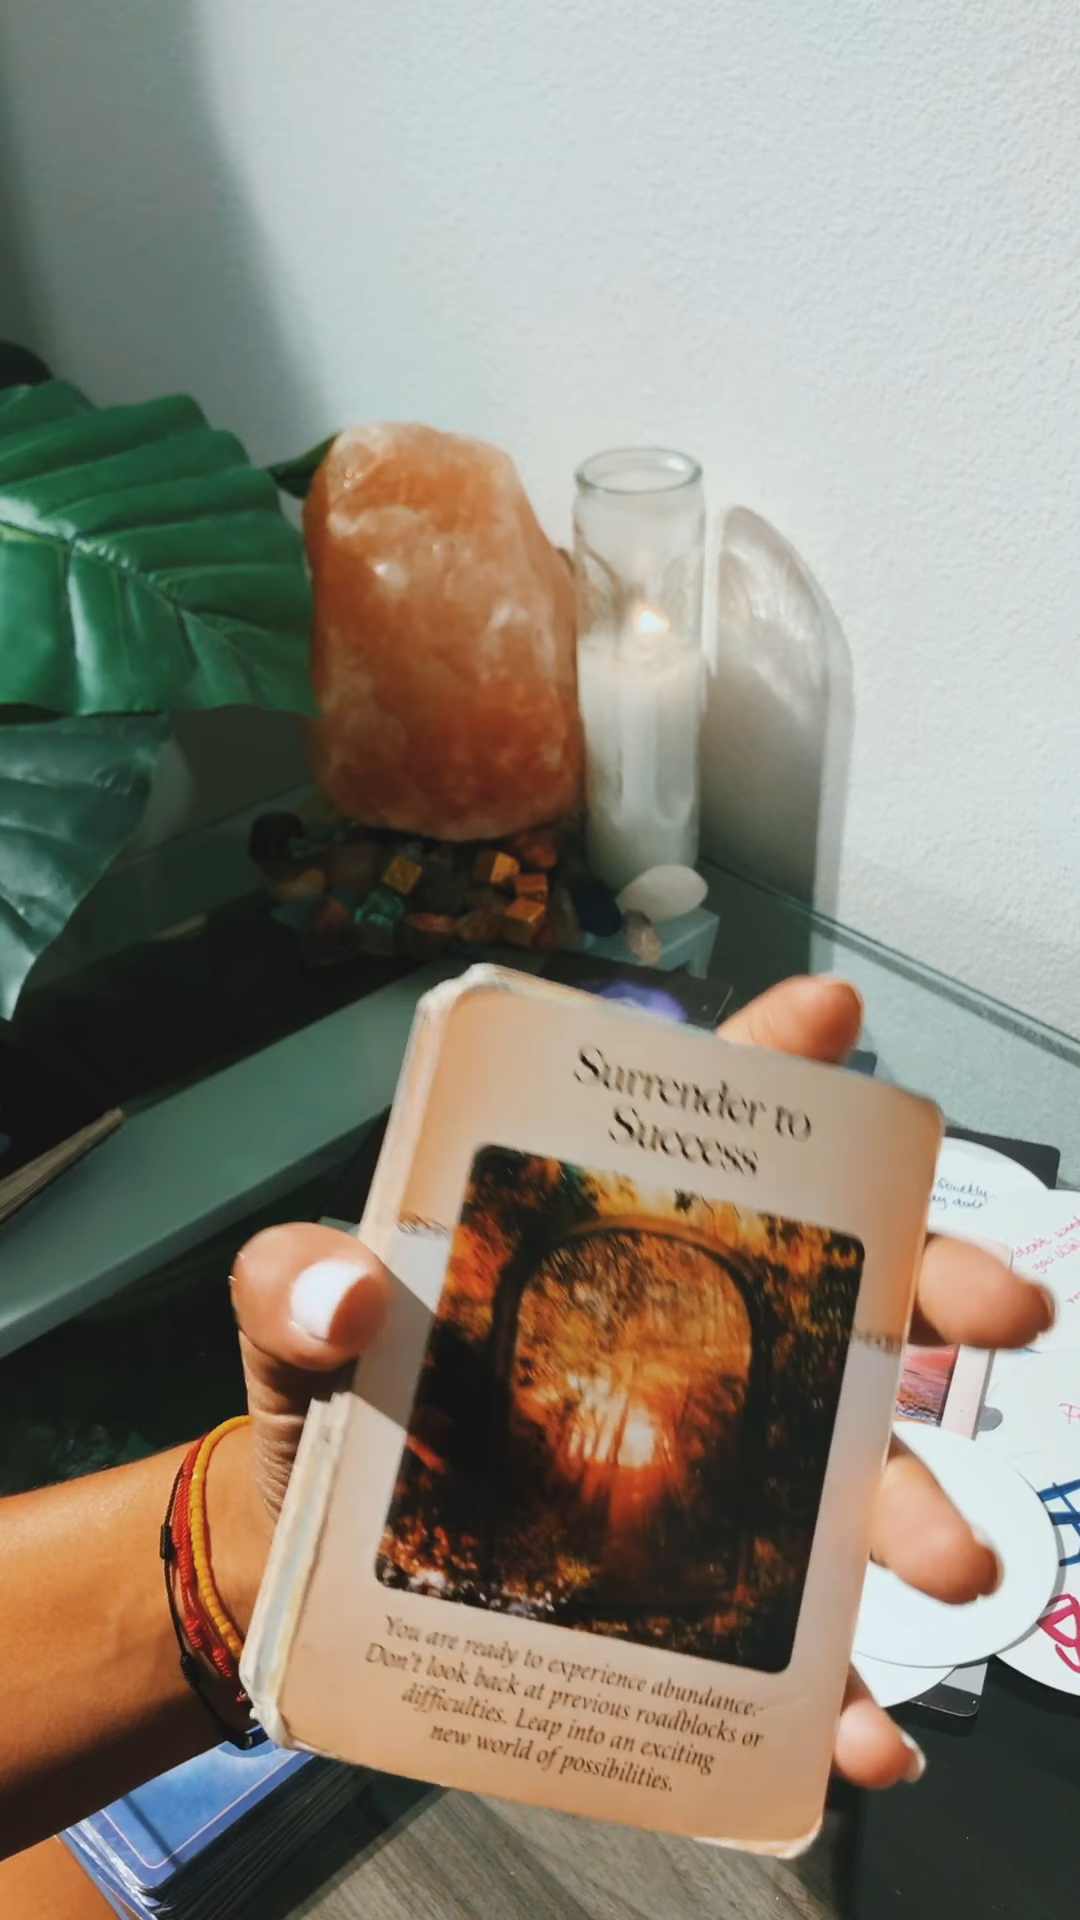 Surrender to
Success
You are ready to experience abundance.
Don't look back at previous roadblocks or
difficulties. Leap into an exciting
new world of possibilities.